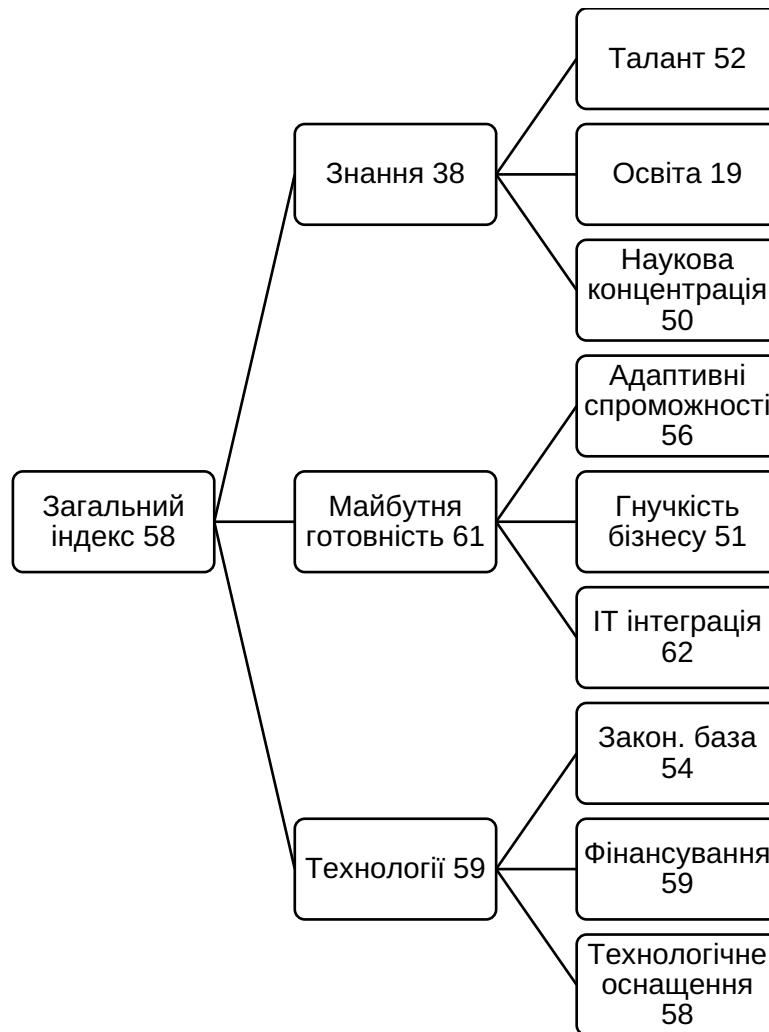 Талант 52
Знання 38
Освіта 19
Наукова
концентрація
50
Адаптивні
спроможності
56
Загальний
індекс 58
Майбутня
готовність 61
Гнучкість
бізнесу 51
ІТ інтеграція
62
Закон. база
54
Технології 59
Фінансування
59
Технологічне
оснащення
58